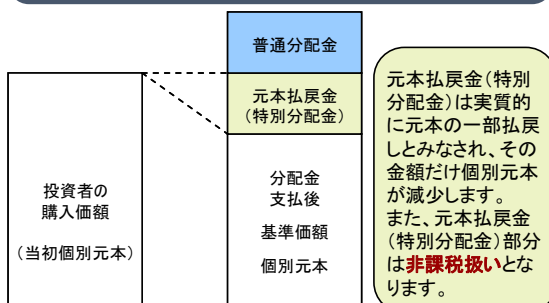 普通分配金
元本払戻金
(特別分配金)
投資者の
購入価額
(当初個別元本)
分配金
支払後
基準価額
個別元本
元本払戻金(特別
分配金)は実質的
に元本の一部払戻
しとみなされ、その
金額だけ個別元本
が減少します。
また、元本払戻金
(特別分配金)部分
は非課税扱いとな
ります。